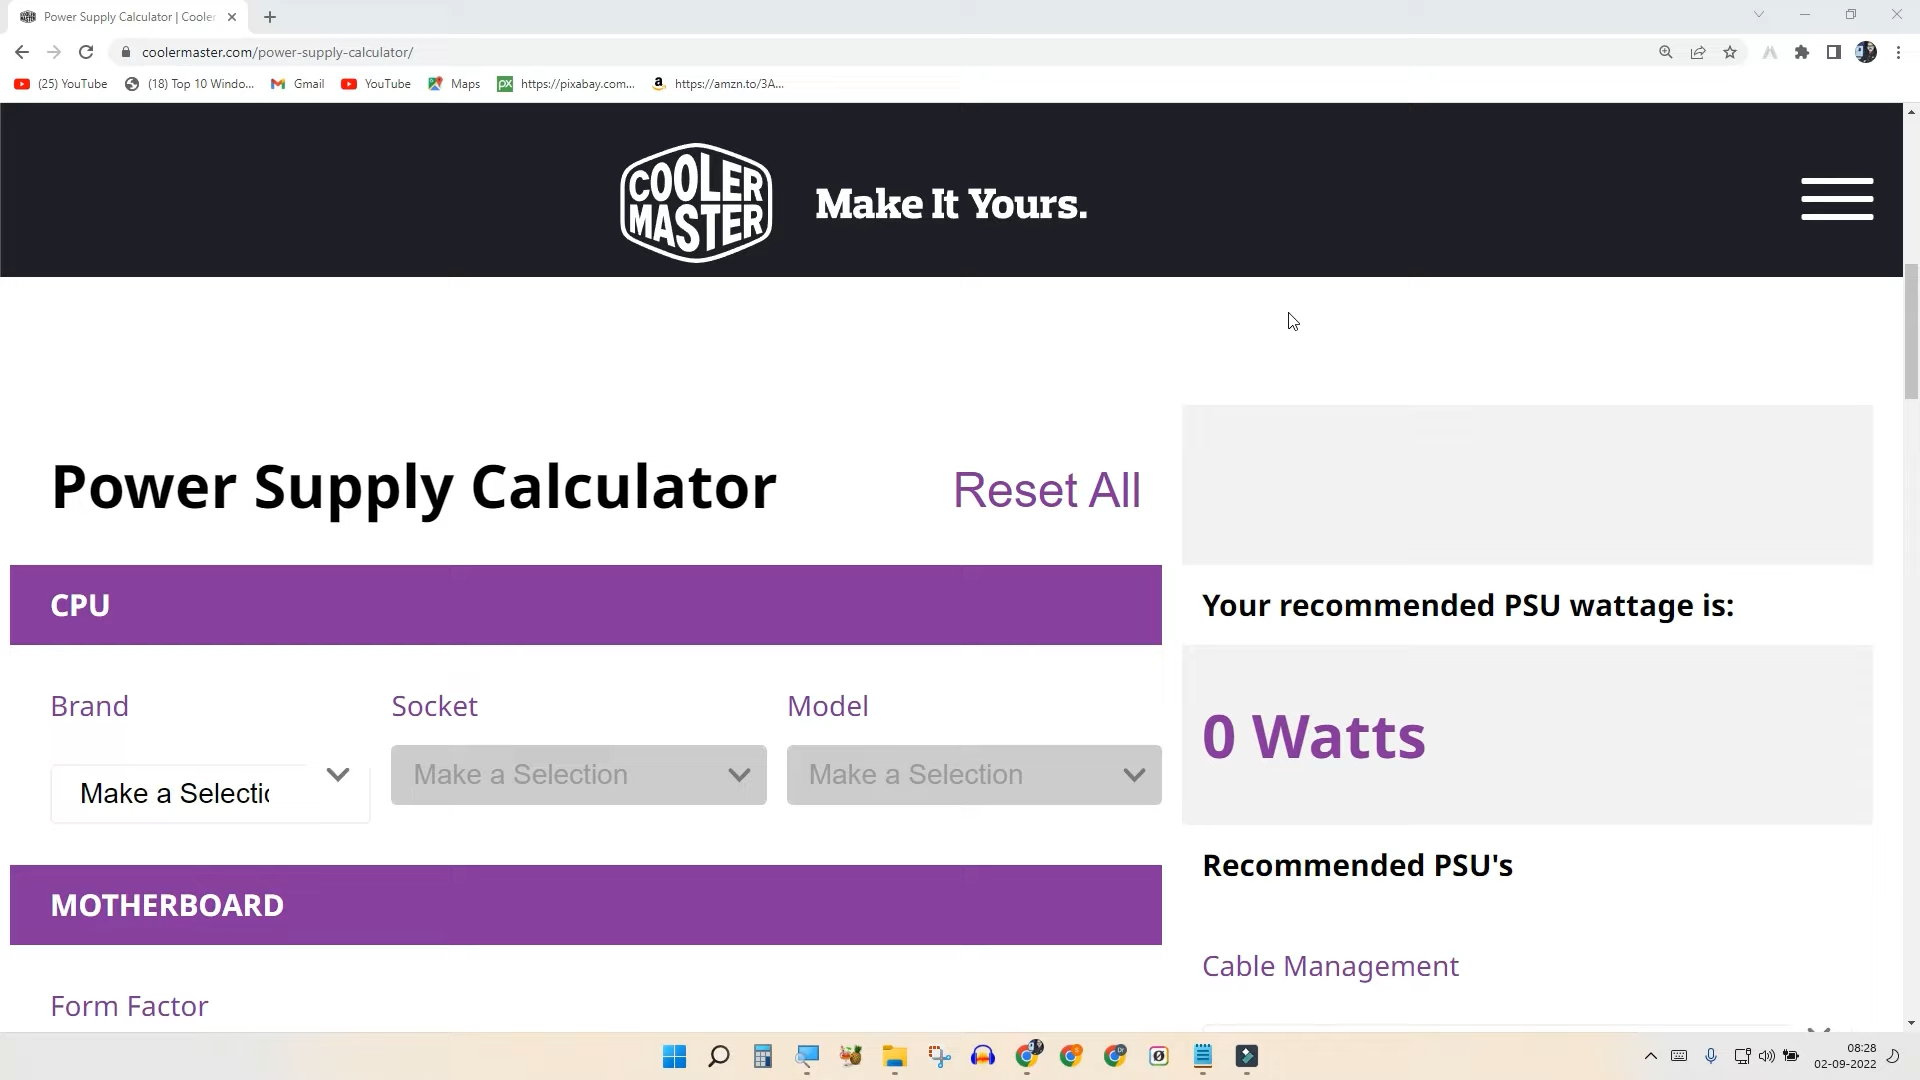 Power Supply Calculator | Cooler
coolermaster.com/power-supply-calculator/
(25) YouTube
(18) Top 10 Windo...
Gmail
YouTube
Maps
px
https://pixabay.com...
https://amzn.to/3A...
COOLER MASTER
Make It Yours.
Power Supply Calculator
Reset All
CPU
Your recommended PSU wattage is:
Brand
Socket
Model
0 Watts
Make a Selectio
Make a Selection
Make a Selection
Recommended PSU's
MOTHERBOARD
Cable Management
Form Factor
08:28
02-09-2022